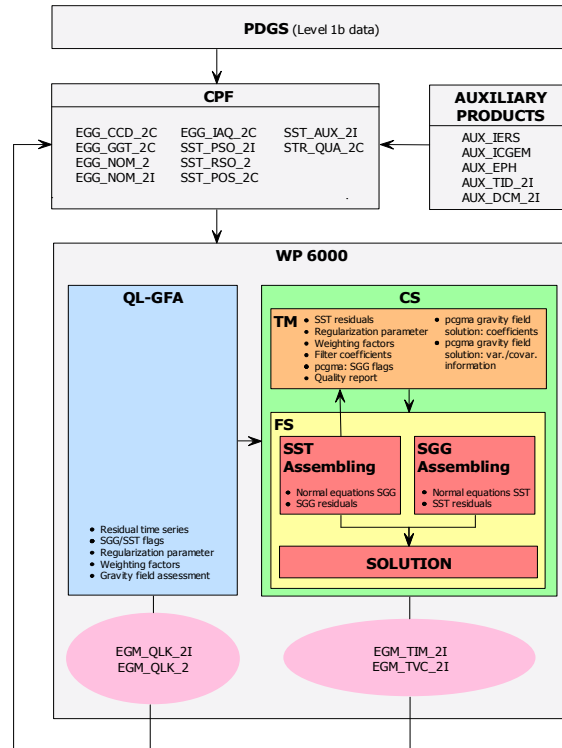 PDGS (Level 1b data)
CPF
EGG_CCD_2C EGG_IAQ_2C SST_AUX_2I
EGG_GGT_2C SST_PSO_2I STR_QUA_2C
EGG_NOM_2 SST_RSO_2
EGG_NOM_2I SST_POS_2C
AUXILIARY
PRODUCTS
AUX_IERS
AUX_ICGEM
AUX_EPH
AUX_TID_2I
AUX_DCM_2I
WP 6000
QL-GFA
• Residual time series
• SGG/SST flags
• Regularization parameter
• Weighting factors
• Gravity field assessment
CS
TM
• SST residuals
• Regularization parameter
• Weighting factors
• Filter coefficients
• pcgma: SGG flags
• Quality report
• pcgma gravity field
solution: coefficients
• pcgma gravity field
solution: var./covar.
information
FS
SST
Assembling
• Normal equations SGG
• SGG residuals
SGG
Assembling
• Normal equations SST
• SST residuals
SOLUTION
EGM_QLK_2I
EGM_QLK_2
EGM_TIM_2I
EGM_TVC_2I